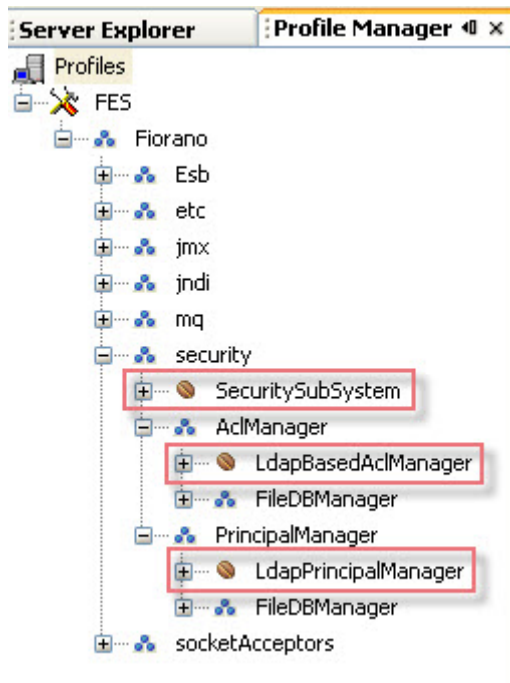 Server Explorer Profile Manager
Profiles
FES
Fiorano
Esb
etc
jmx
jndi
mq
security
SecuritySubSystem
AclManager
LdapBasedAclManager
FileDBManager
PrincipalManager
LdapPrincipalManager
FileDBManager
socketAcceptors